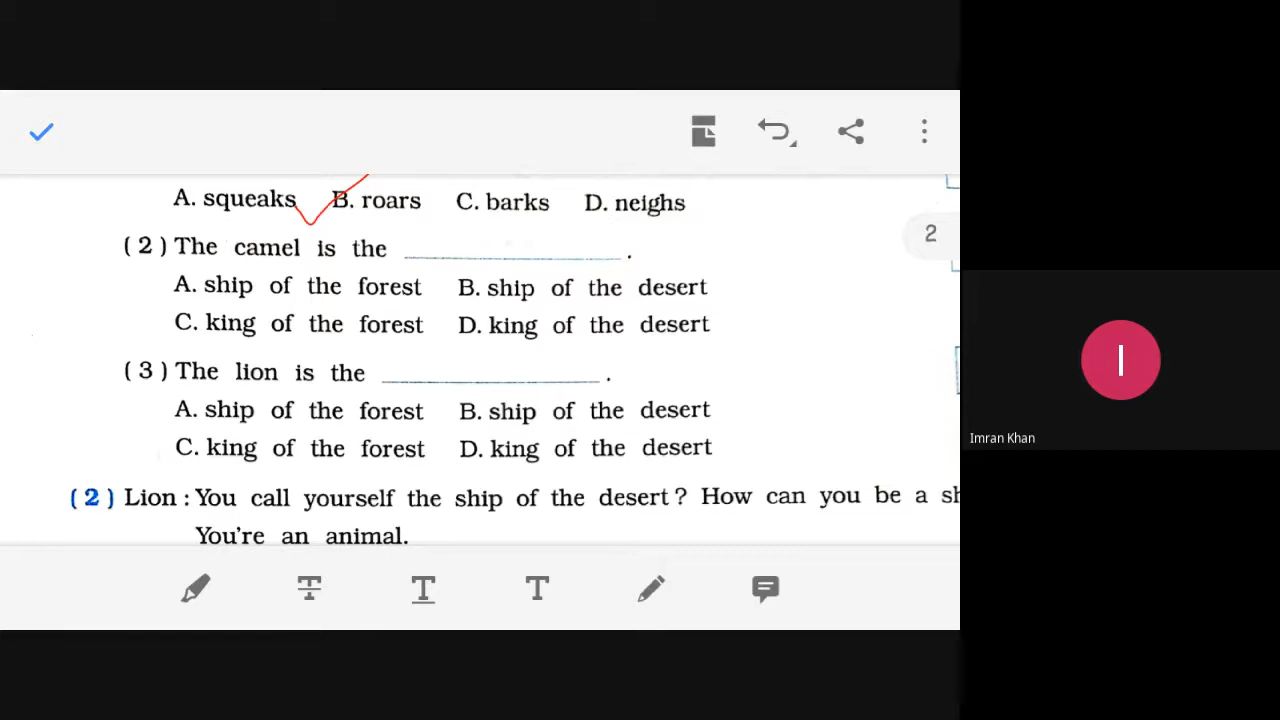 A. squeaks B. roars C. barks D. neighs
2
( 2 ) The camel is the ____________ .
A. ship of the forest B. ship of the desert
C. king of the forest D. king of the desert
( 3 ) The lion is the ____________ .
A. ship of the forest B. ship of the desert
C. king of the forest D. king of the desert
( 2 ) Lion : You call yourself the ship of the desert ? How can you be a
You're an animal.
I
Imran Khan